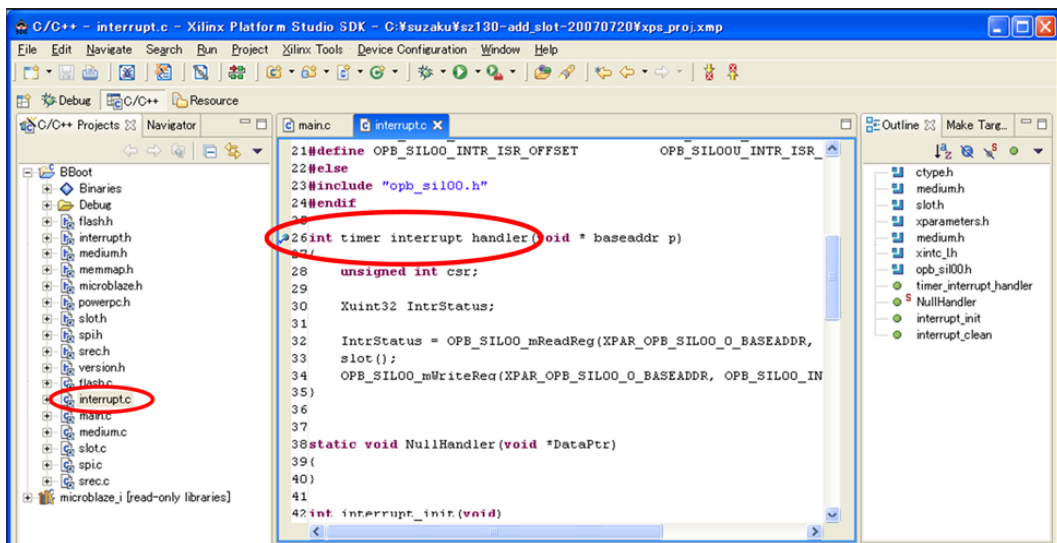 C/C++ - interrupt.c - Xilinx Platform Studio SDK - C:¥suzaku¥sz130-add_slot-20070720¥xps_proj.xmp
File Edit Navigate Search Run Project Xilinx Tools Device Configuration Window Help
Debug C/C++ Resource
C/C++ Projects Navigator
BBoot
Binaries
Debug
flash.h
interrupt.h
medium.h
memmap.h
microblaze.h
powerpc.h
slot.h
spi.h
srec.h
version.h
flash.c
interrupt.c
main.c
medium.c
slot.c
spi.c
srec.c
microblaze_i [read-only libraries]
main.c interrupt.c
21#define OPB_SIL00_INTR_ISR_OFFSET OPB_SIL00U_INTR_ISR_
22#else
23#include "opb_sil00.h"
24#endif
25
26int timer_interrupt_handler(void * baseaddr_p)
27{
28 unsigned int csr;
29
30 Xuint32 IntrStatus;
31
32 IntrStatus = OPB_SIL00_mReadReg(XPAR_OPB_SIL00_0_BASEADDR,
33 slot();
34 OPB_SIL00_mWriteReg(XPAR_OPB_SIL00_0_BASEADDR, OPB_SIL00_IN
35}
36
37
38static void NullHandler(void *DataPtr)
39{
40}
41
42int interrupt_init(void)
Outline Make Targ...
ctype.h
medium.h
slot.h
xparameters.h
medium.h
xintc_l.h
opb_sil00.h
timer_interrupt_handler
NullHandler
interrupt_init
interrupt_clean